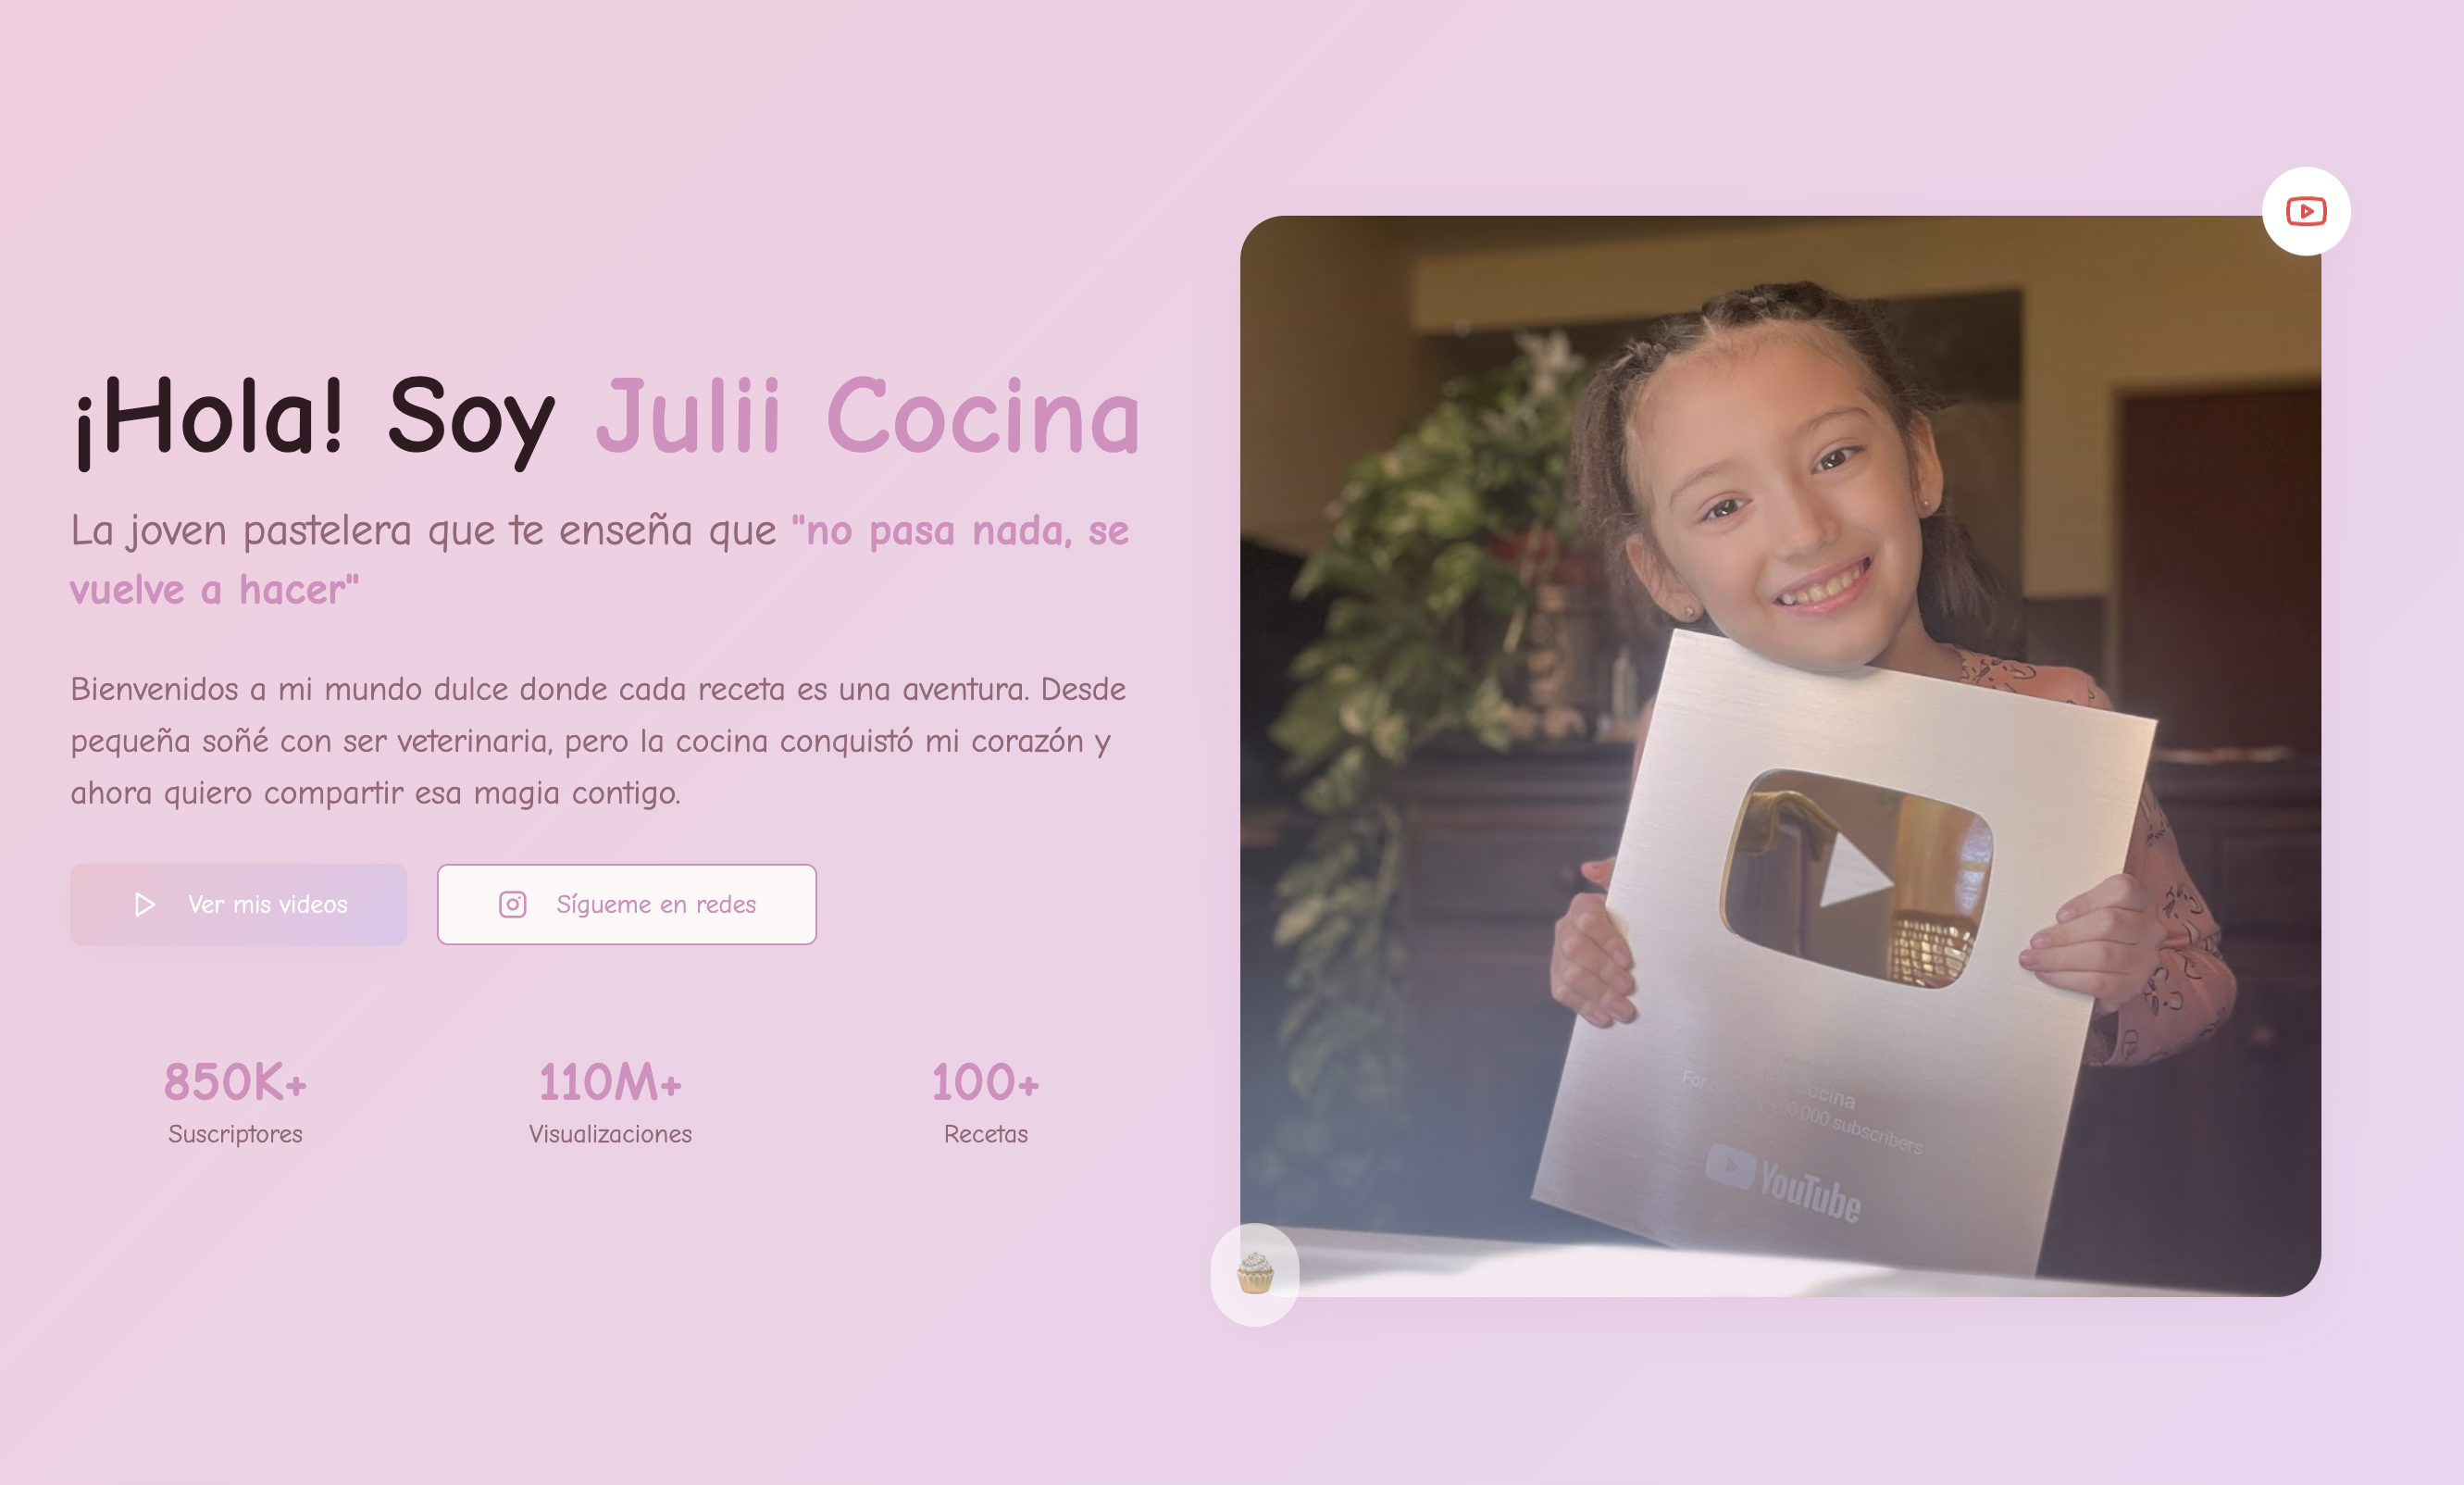 ¡Hola! Soy Julii Cocina
La joven pastelera que te enseña que "no pasa nada, se
vuelve a hacer"
Bienvenidos a mi mundo dulce donde cada receta es una aventura. Desde
pequeña soñé con ser veterinaria, pero la cocina conquistó mi corazón y
ahora quiero compartir esa magia contigo.
Ver mis videos
Sígueme en redes
850K+
Suscriptores
110M+
Visualizaciones
100+
Recetas
Cocina
For subscribers
YouTube